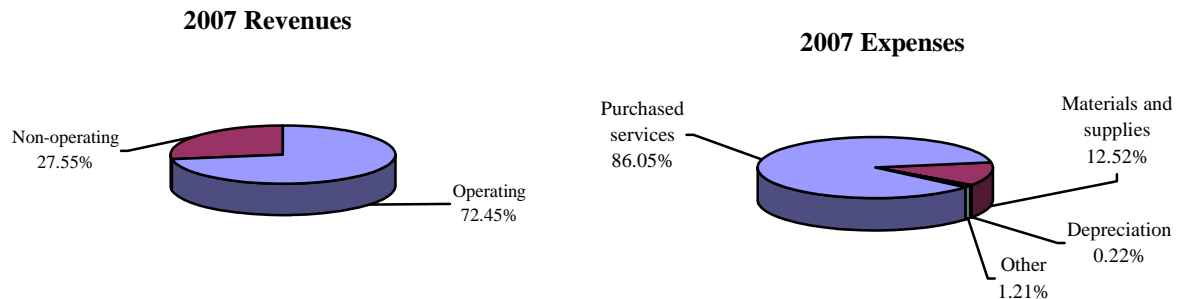 2007 Revenues
Non-operating
27.55%
Operating
72.45%
2007 Expenses
Purchased
services
86.05%
Materials and
supplies
12.52%
Depreciation
0.22%
Other
1.21%